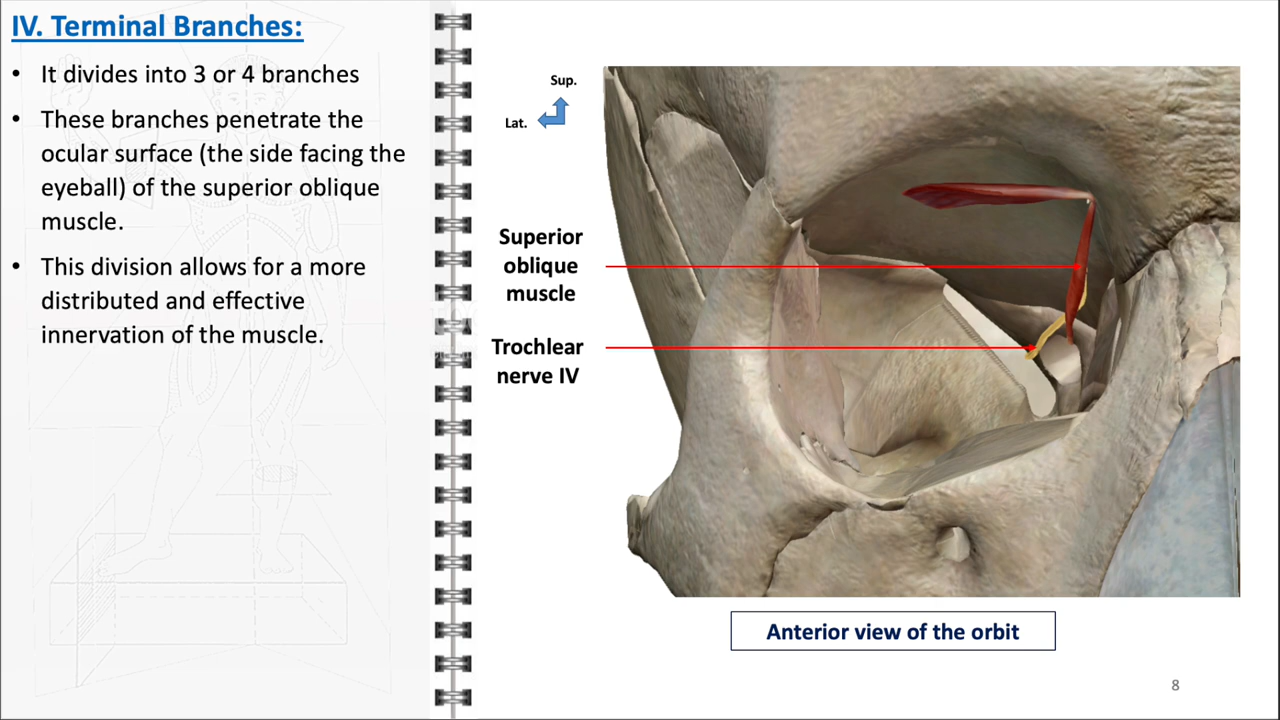 IV. Terminal Branches:
• It divides into 3 or 4 branches
• These branches penetrate the
ocular surface (the side facing the
eyeball) of the superior oblique
muscle.
• This division allows for a more
distributed and effective
innervation of the muscle.
Sup.
Lat.
Superior
oblique
muscle
Trochlear
nerve IV
Anterior view of the orbit
8